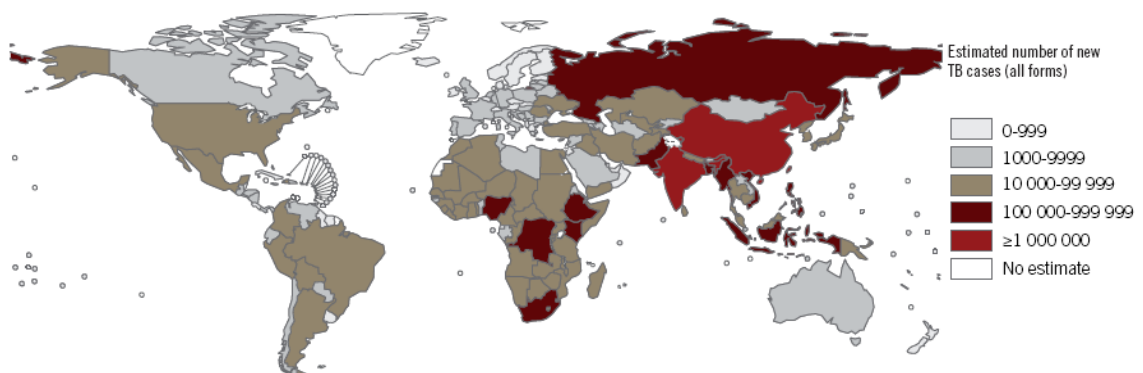 Estimated number of new
TB cases (all forms)
0-999
1000-9999
10 000-99 999
100 000-999 999
≥1 000 000
No estimate